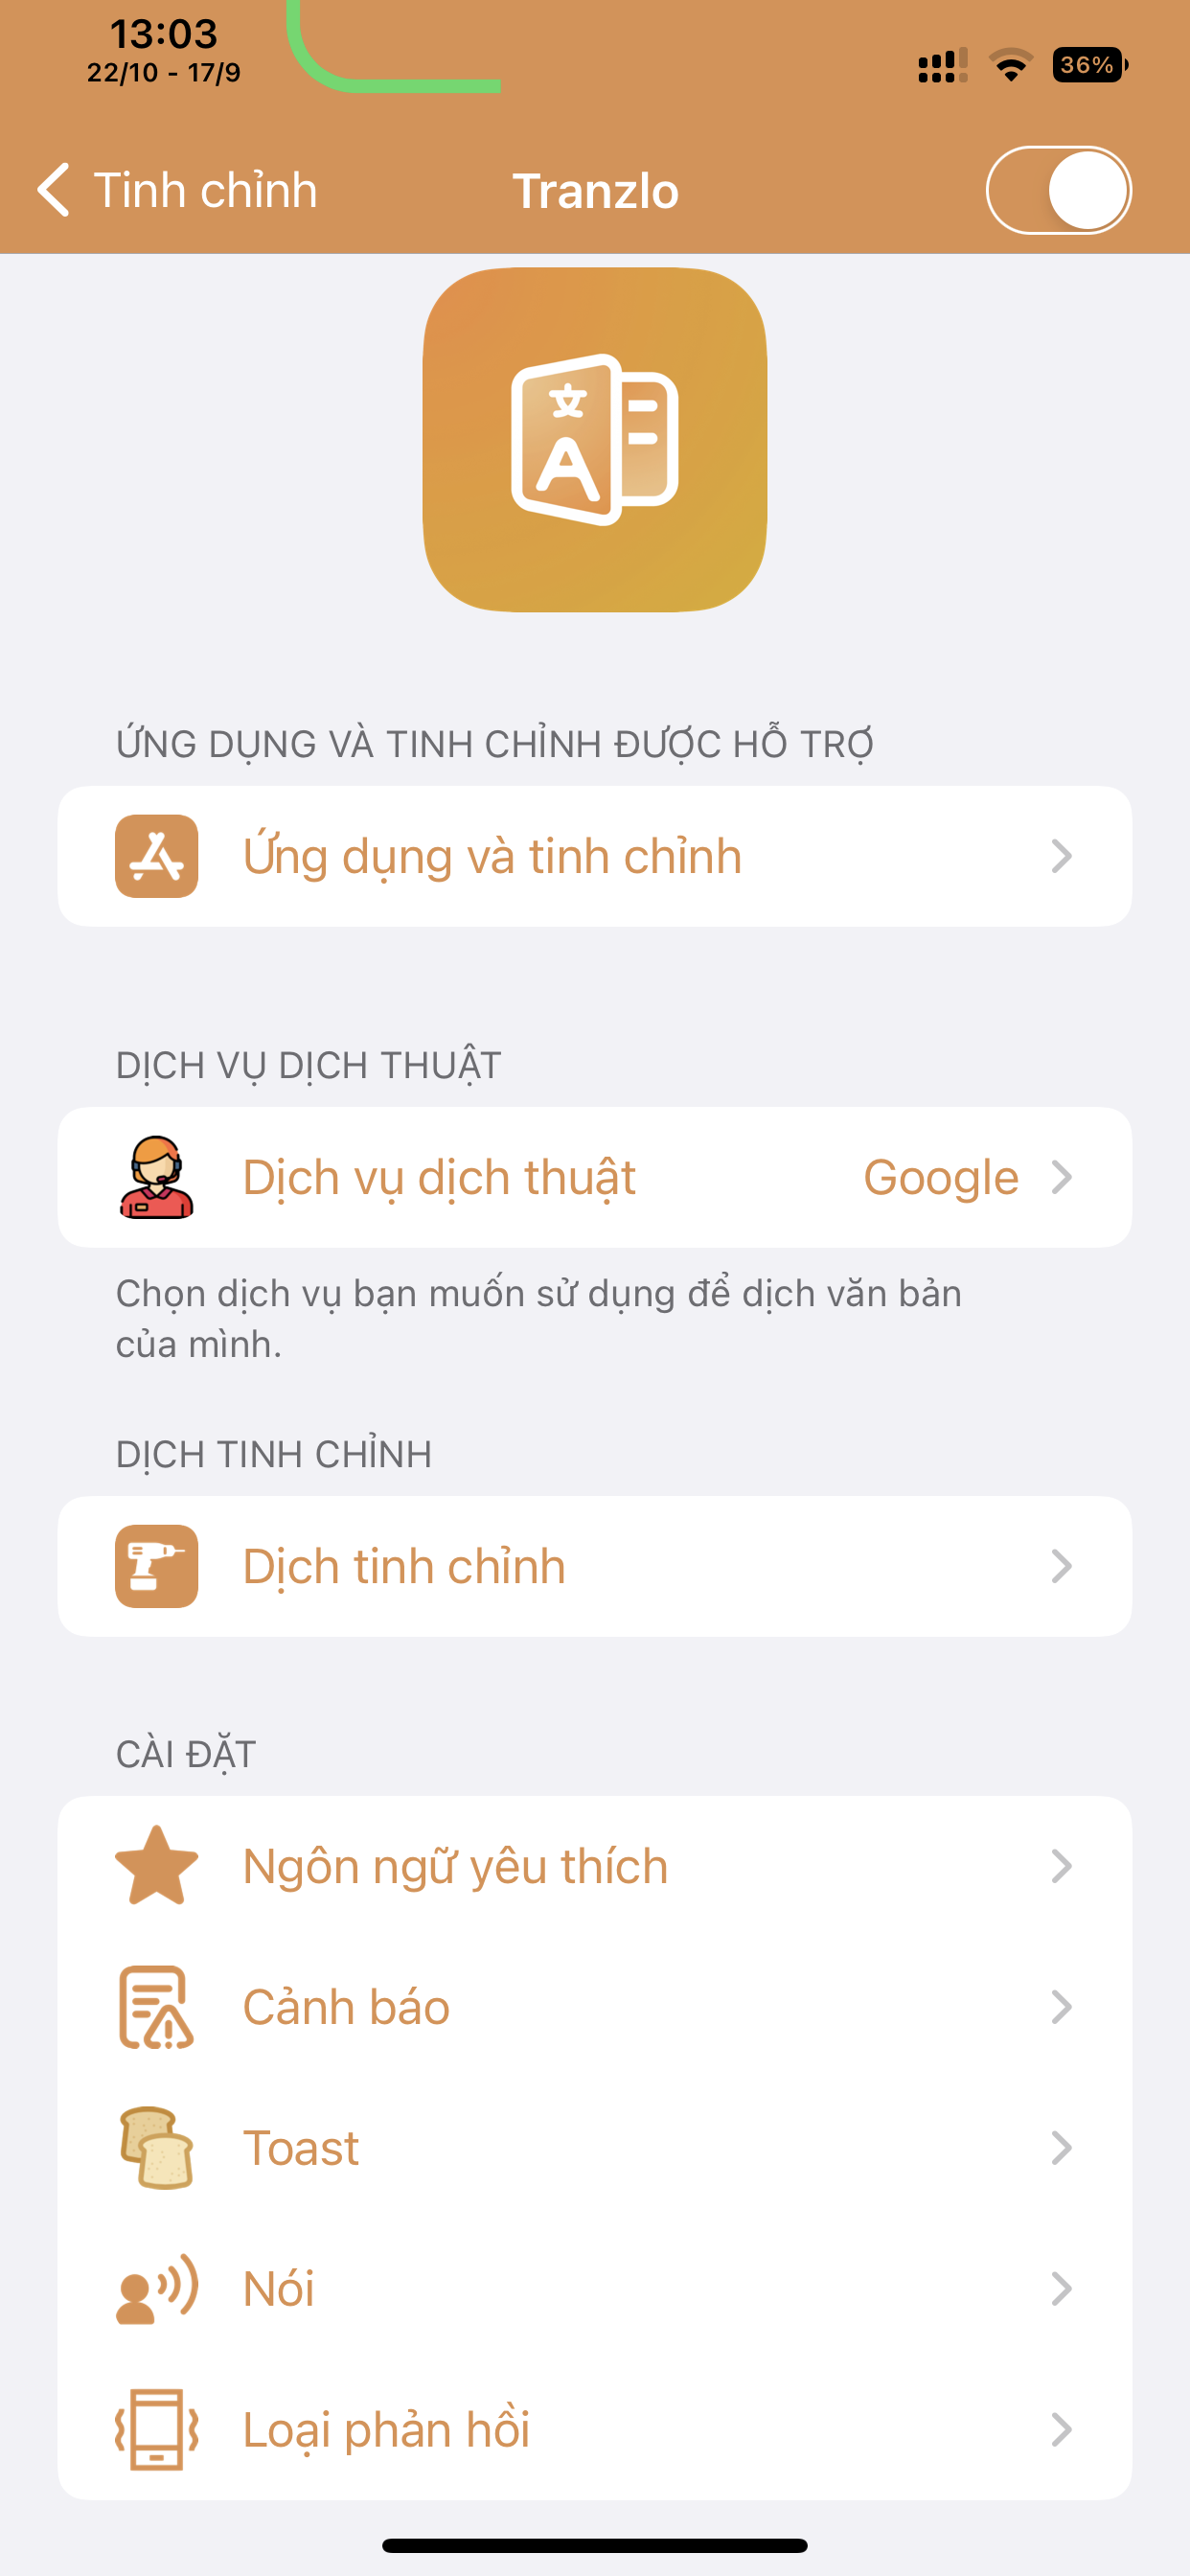 13:03
22/10 - 17/9
36%
Tinh chỉnh
Tranzlo
文
A
ỨNG DỤNG VÀ TINH CHỈNH ĐƯỢC HỖ TRỢ
Ứng dụng và tinh chỉnh
DỊCH VỤ DỊCH THUẬT
Dịch vụ dịch thuật Google
Chọn dịch vụ bạn muốn sử dụng để dịch văn bản
của mình.
DỊCH TINH CHỈNH
Dịch tinh chỉnh
CÀI ĐẶT
Ngôn ngữ yêu thích
Cảnh báo
Toast
Nói
Loại phản hồi